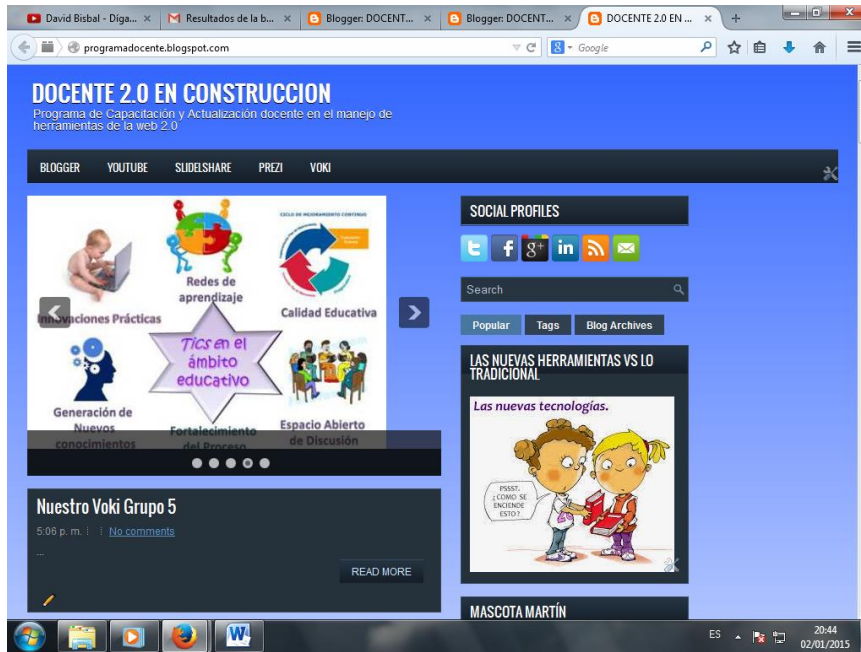 David Bisbal - Díga...
Resultados de la b...
Blogger: DOCENT...
Blogger: DOCENT...
DOCENTE 2.0 EN ...
programadocente.blogspot.com
Google
DOCENTE 2.0 EN CONSTRUCCION
Programa de Capacitación y Actualización docente en el manejo de
herramientas de la web 2.0
BLOGGER YOUTUBE SLIDELSHARE PREZI VOKI
CICLO DE MEJORAMIENTO CONTINUO
Redes de
aprendizaje
Innovaciones Prácticas
Calidad Educativa
Tics en el
ámbito
educativo
Generación de
Nuevos
conocimientos
Fortalecimiento
del Proceso
Espacio Abierto
de Discusión
Nuestro Voki Grupo 5
5:06 p. m. No comments
...
READ MORE
SOCIAL PROFILES
Search
Popular Tags Blog Archives
LAS NUEVAS HERRAMIENTAS VS LO
TRADICIONAL
Las nuevas tecnologías.
PSSST.
¿COMO SE
ENCIENDE
ESTO?
MASCOTA MARTÍN
ES
20:44
02/01/2015